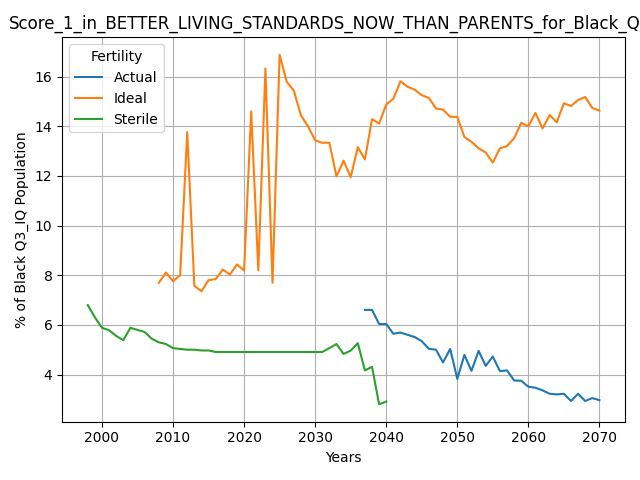 Score_1_in_BETTER_LIVING_STANDARDS_NOW_THAN_PARENTS_for_Black_Q
Fertility
Actual
Ideal
Sterile
% of Black Q3_IQ Population
16
14
12
10
8
6
4
2000 2010 2020 2030 2040 2050 2060 2070
Years